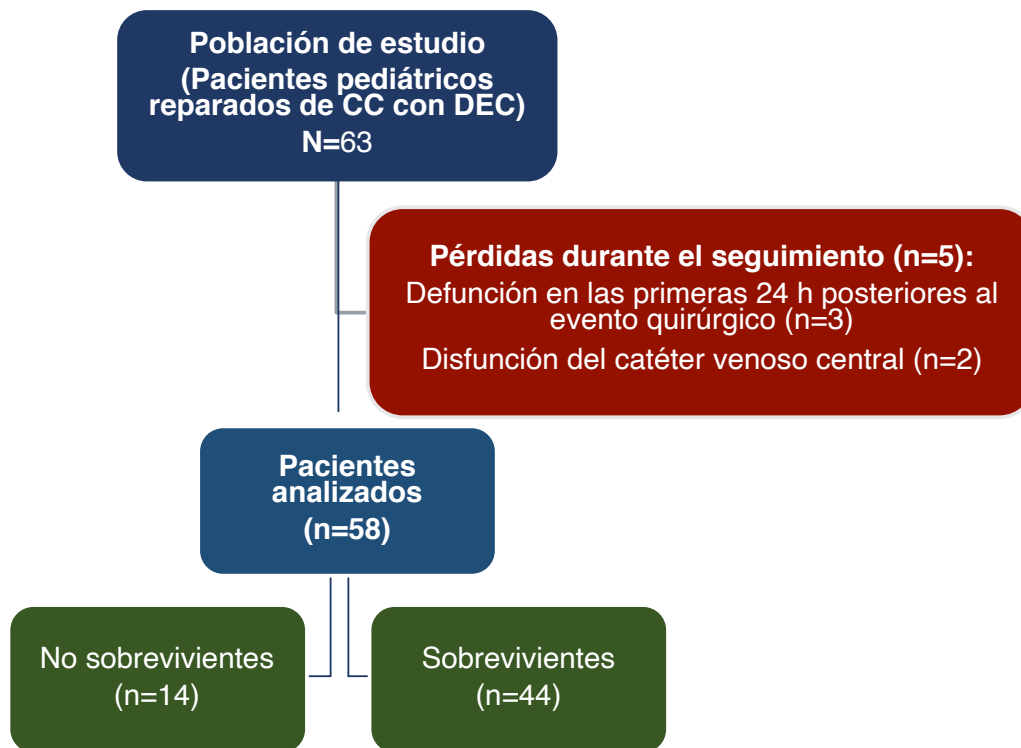 Población de estudio
(Pacientes pediátricos
reparados de CC con DEC)
N=63
Pérdidas durante el seguimiento (n=5):
Defunción en las primeras 24 h posteriores al
evento quirúrgico (n=3)
Disfunción del catéter venoso central (n=2)
Pacientes
analizados
(n=58)
No sobrevivientes
(n=14)
Sobrevivientes
(n=44)